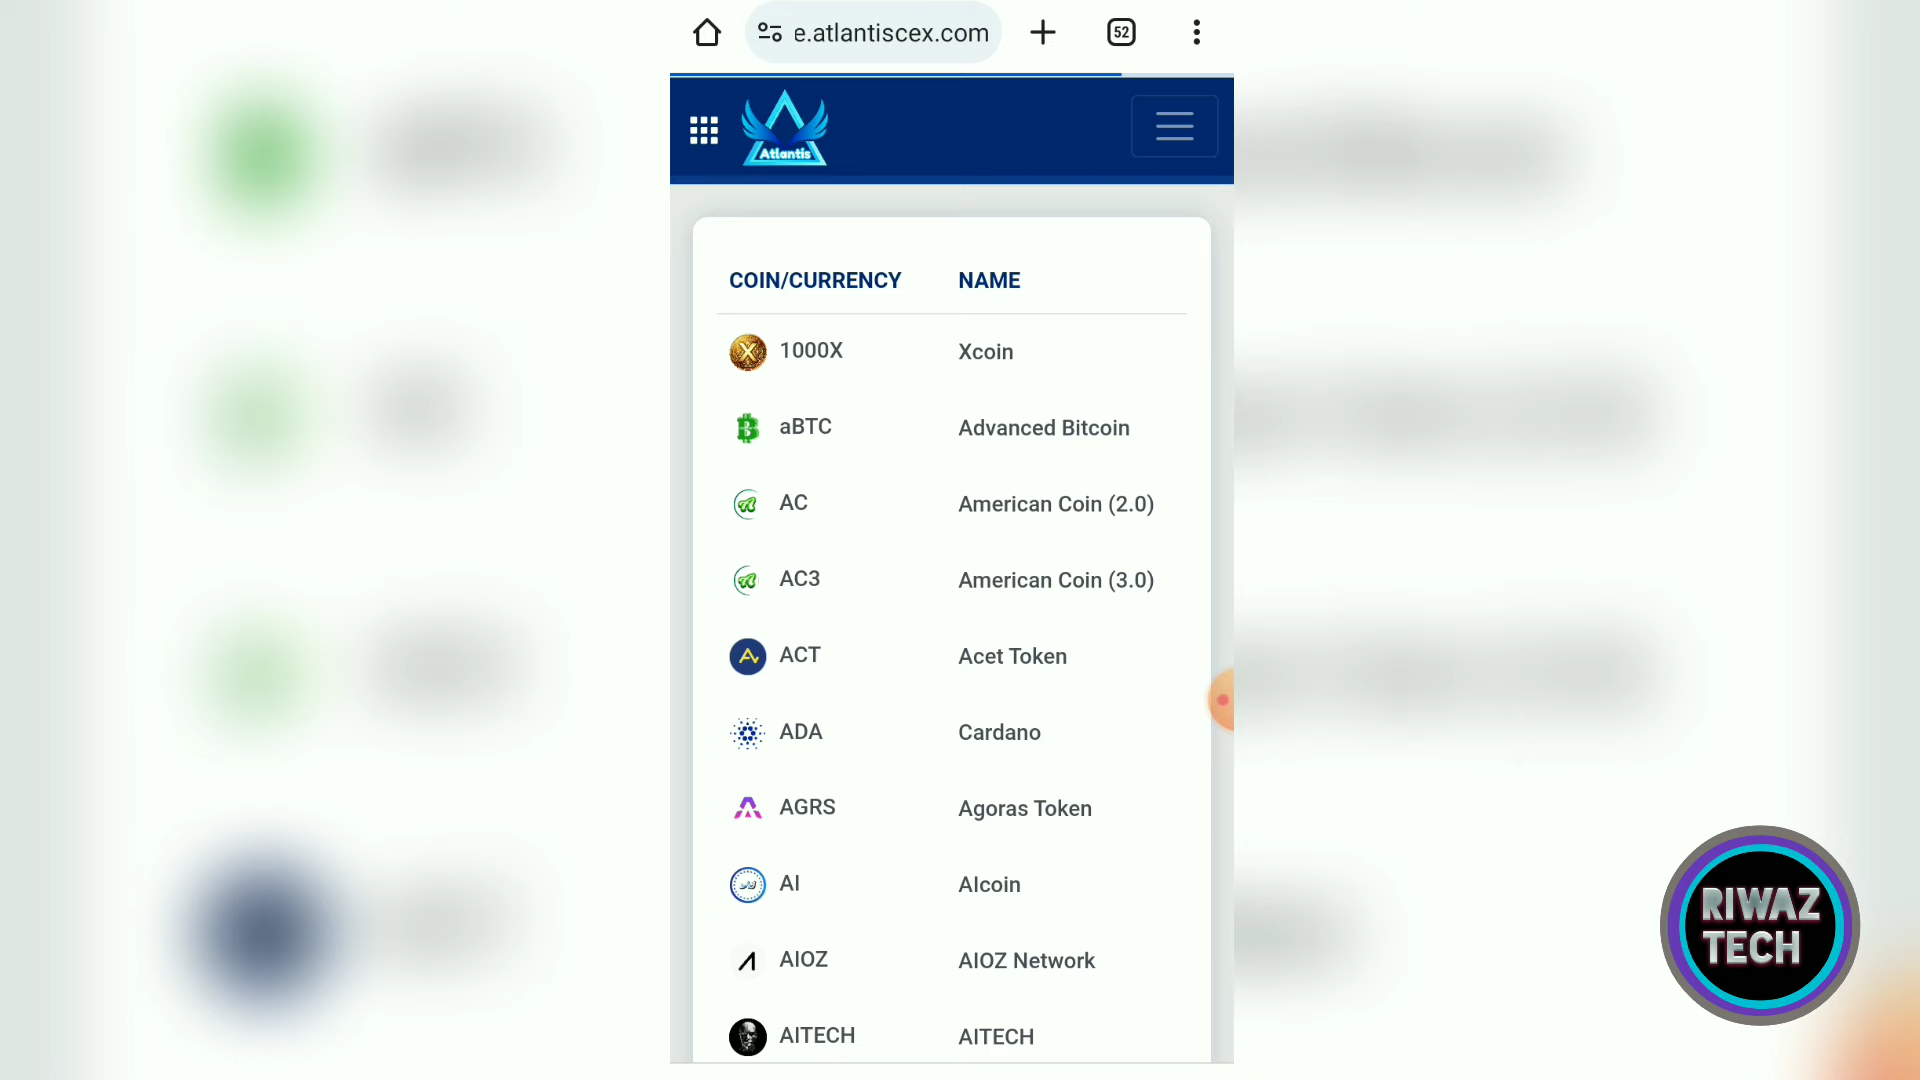 e.atlantiscex.com
52
Atlantis
COIN/CURRENCY NAME
1000X Xcoin
aBTC Advanced Bitcoin
AC American Coin (2.0)
AC3 American Coin (3.0)
ACT Acet Token
ADA Cardano
AGRS Agoras Token
AI AIcoin
AIOZ AIOZ Network
AITECH AITECH
RIWAZ
TECH